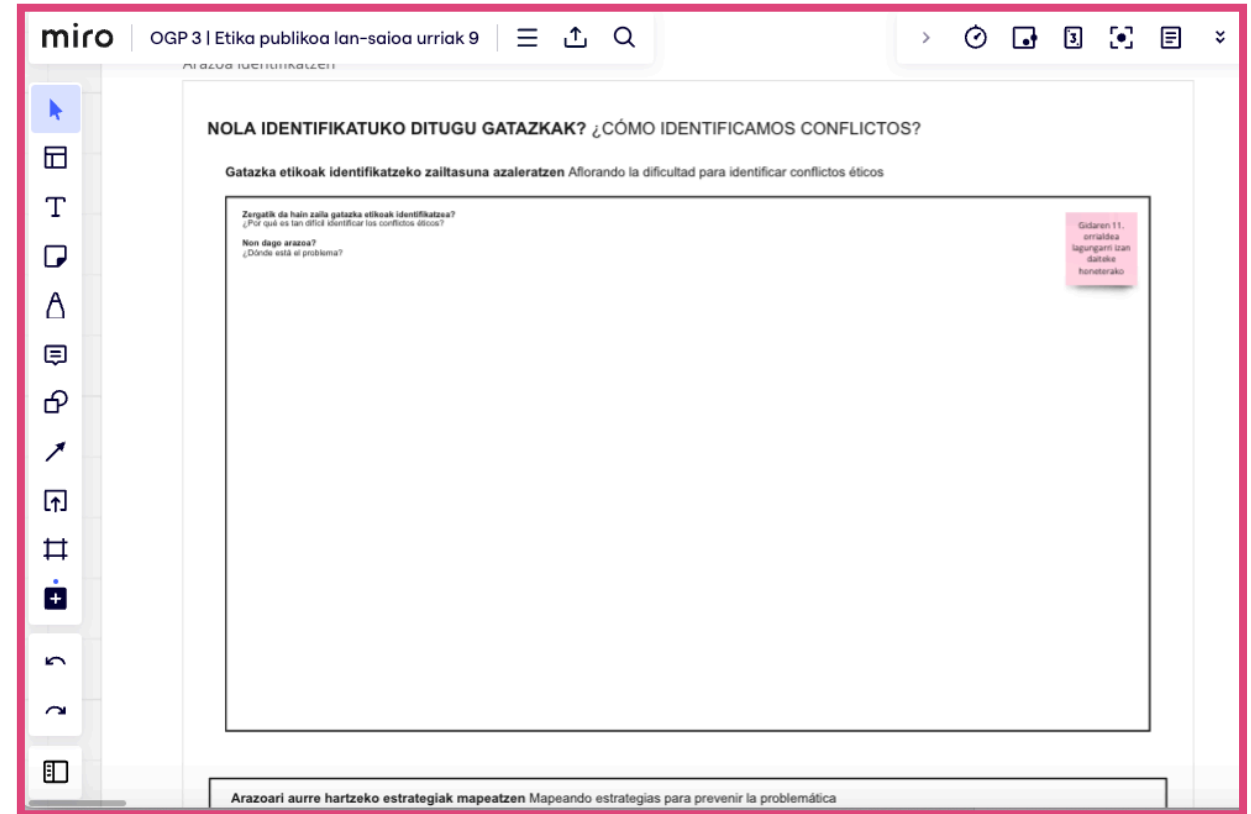 miro
OGP 3 | Etika publikoa lan-saioa urriak 9
Arazoa identifikatzen
NOLA IDENTIFIKATUKO DITUGU GATAZKAK? ¿CÓMO IDENTIFICAMOS CONFLICTOS?
Gatazka etikoak identifikatzeko zailtasuna azaleratzen Aflorando la dificultad para identificar conflictos éticos
Zergatik da hain zaila gatazka etikoak identifikatzea?
¿Por qué es tan difícil identificar los conflictos éticos?
Non dago arazoa?
¿Dónde está el problema?
Gidaren 11.
orrialdea
lagungarri izan
daiteke
honeterako
Arazoari aurre hartzeko estrategiak mapeatzen Mapeando estrategias para prevenir la problemática